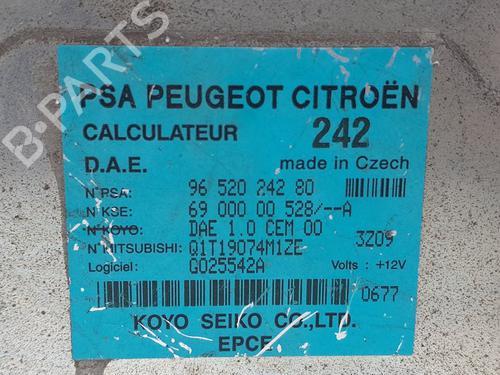 B-PARTS
PSA PEUGEOT CITROËN
CALCULATEUR 242
D.A.E. made in Czech
N°PSA: 96 520 242 80
N°KSE: 69 000 00 528/--A
N°KOYO: DAE 1.0 CEM 00 3Z09
N°MITSUBISHI: Q1T19074M1ZE
Logiciel: G025542A Volts : +12V
0677
KOYO SEIKO CO.,LTD.
EPCE